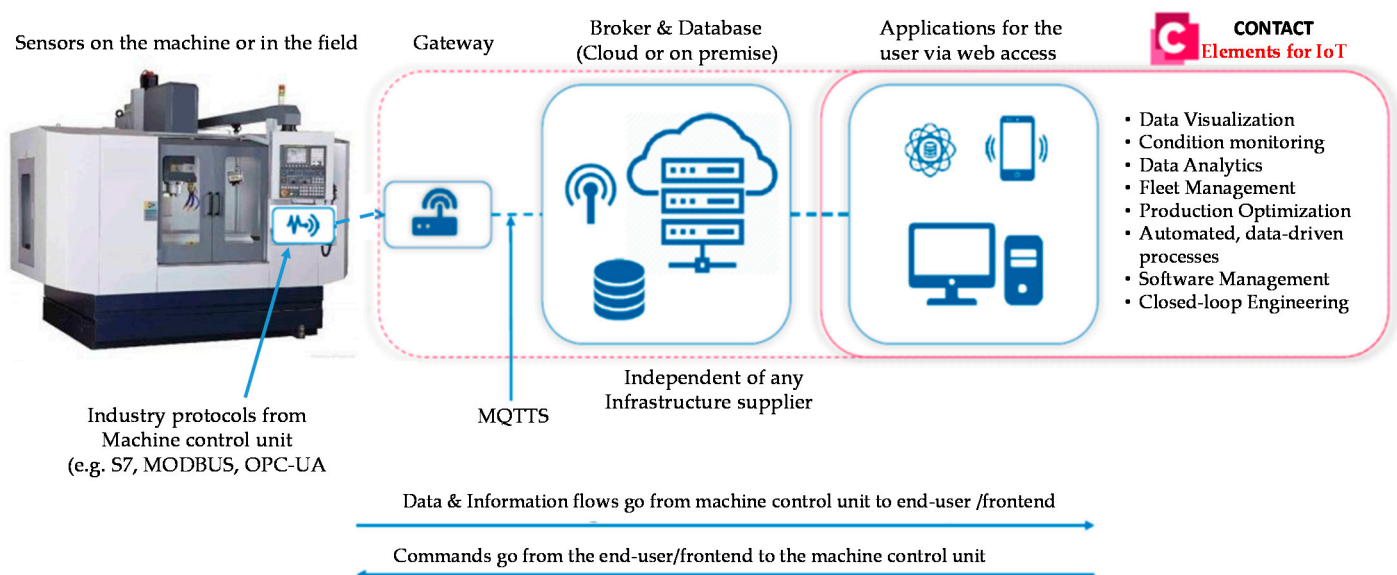 Sensors on the machine or in the field
Gateway
Broker & Database
(Cloud or on premise)
Applications for the
user via web access
C
CONTACT
Elements for IoT
• Data Visualization
• Condition monitoring
• Data Analytics
• Fleet Management
• Production Optimization
• Automated, data-driven
processes
• Software Management
• Closed-loop Engineering
Independent of any
Infrastructure supplier
MQTTS
Industry protocols from
Machine control unit
(e.g. S7, MODBUS, OPC-UA
Data & Information flows go from machine control unit to end-user /frontend
Commands go from the end-user/frontend to the machine control unit